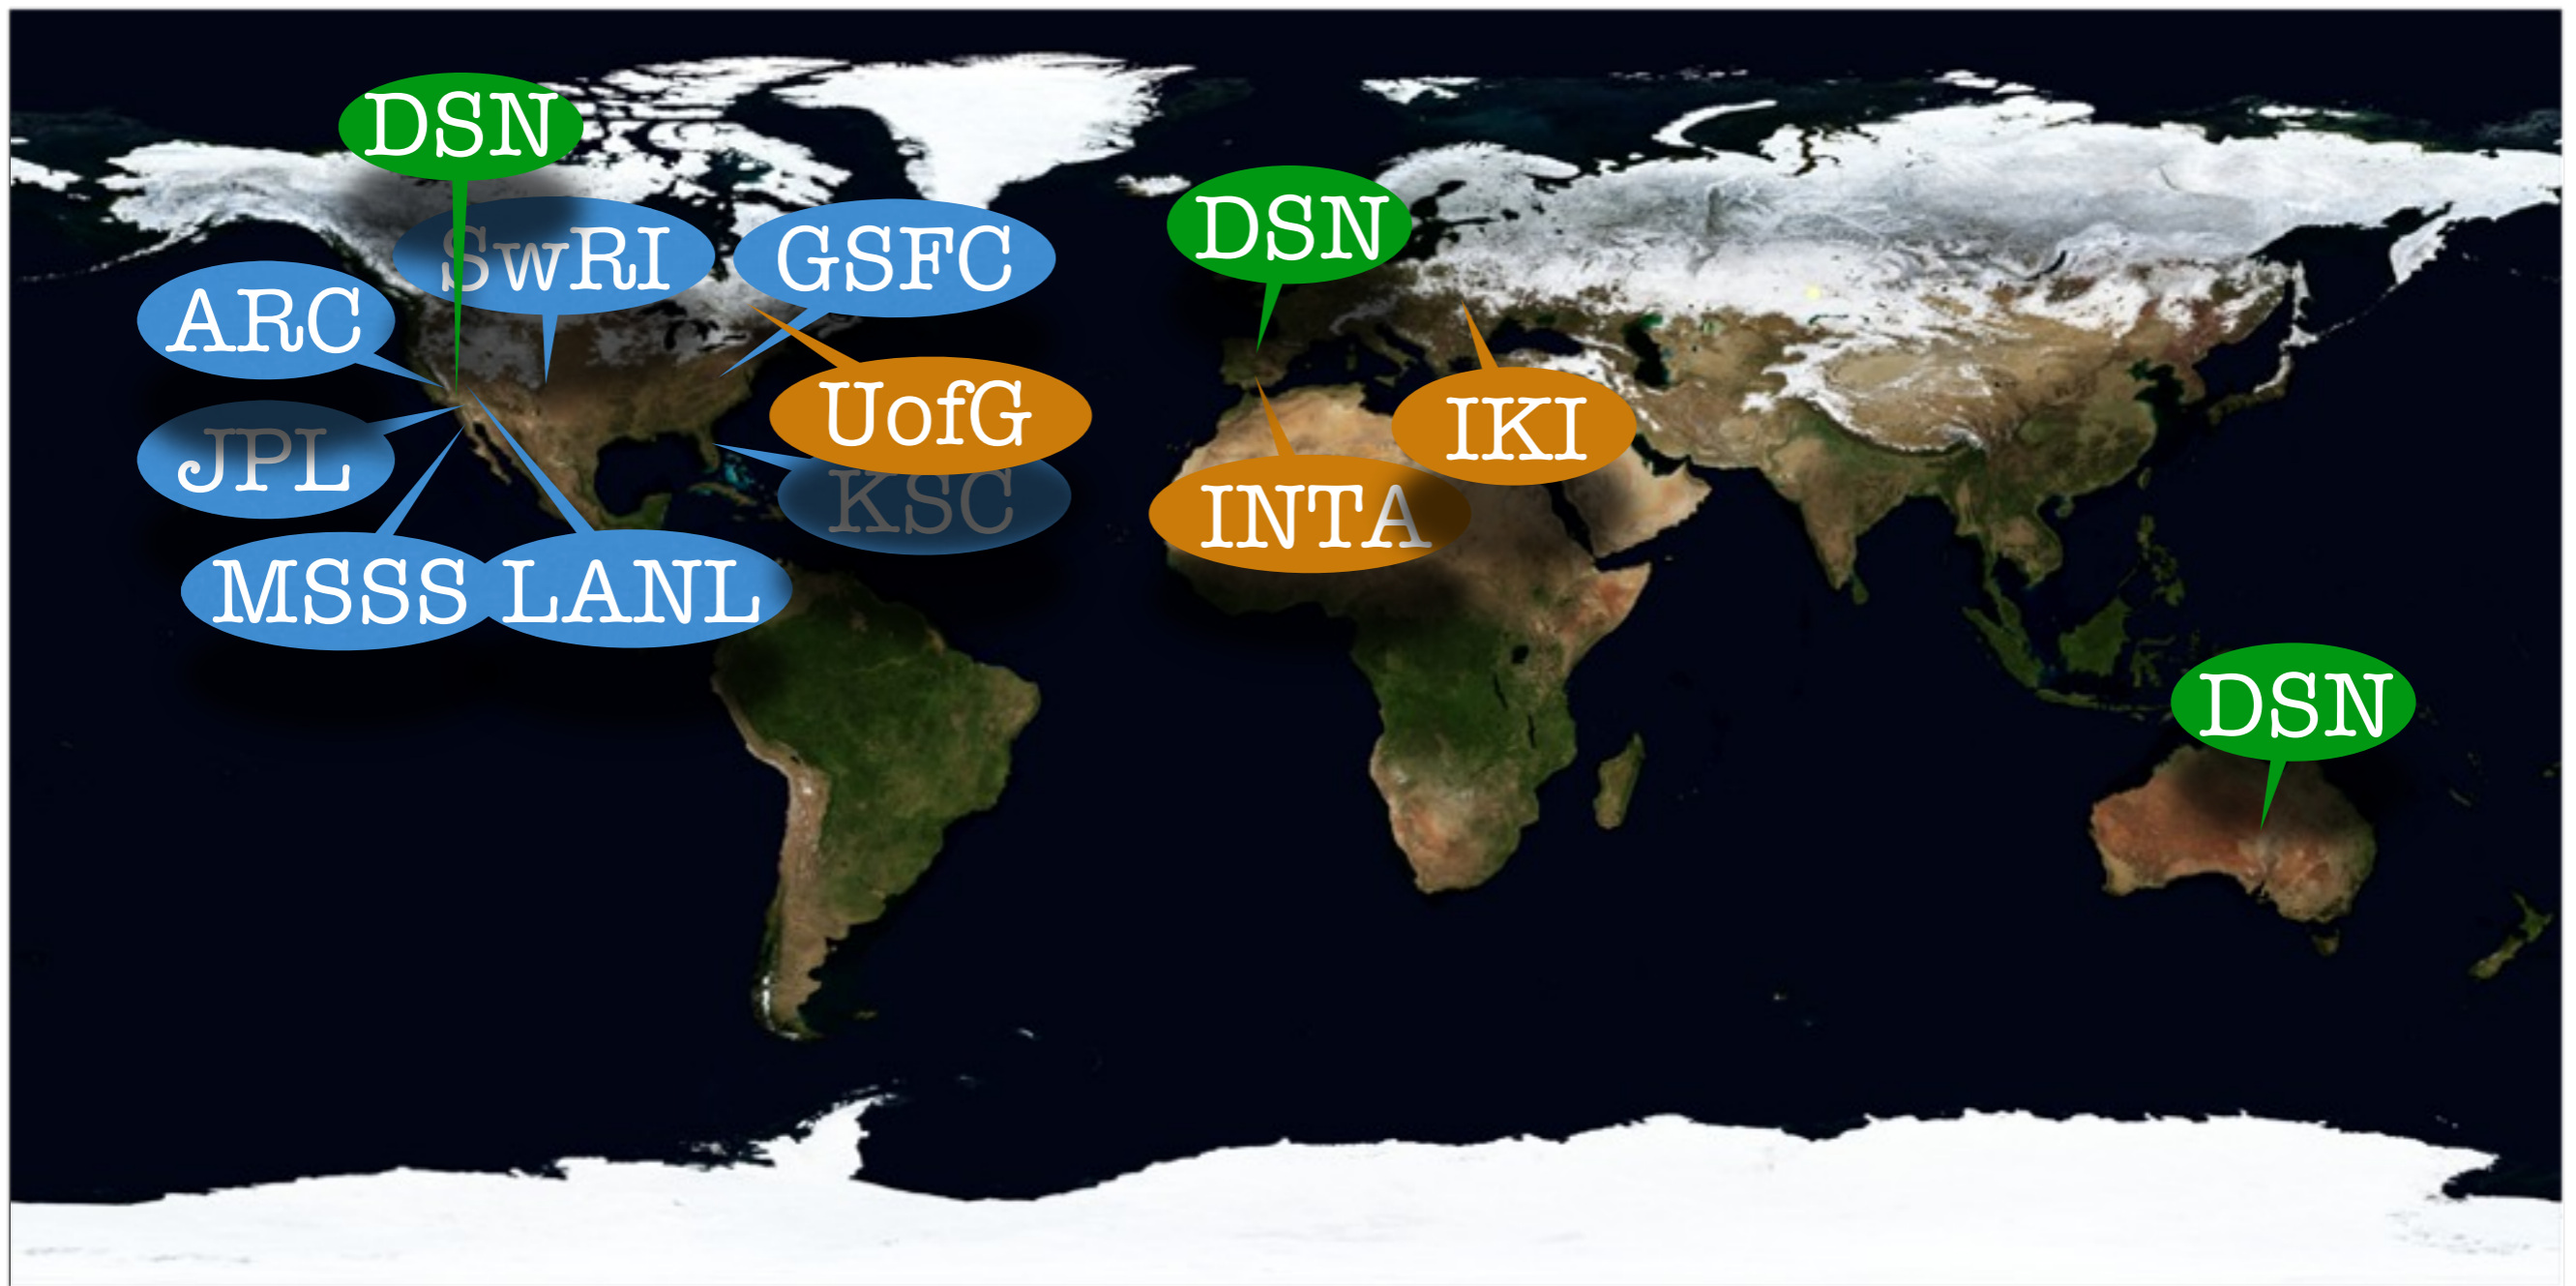 DSN
SwRI
GSFC
DSN
ARC
UofG
IKI
JPL
KSC
INTA
MSSS
LANL
DSN